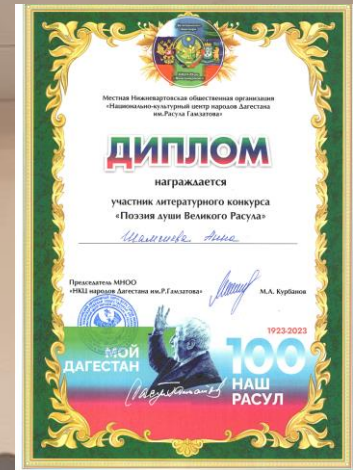 Местная Нижневартовская общественная организация
«Национально-культурный центр народов Дагестана
им.Расула Гамзатова»
ДИПЛОМ
награждается
участник литературного конкурса
«Поэзия души Великого Расула»
Анна
Председатель МНОО
«НКЦ народов Дагестана им.Р.Гамзатова»
М.А. Курбанов
1923-2023
МОЙ
ДАГЕСТАН
100
НАШ
РАСУЛ